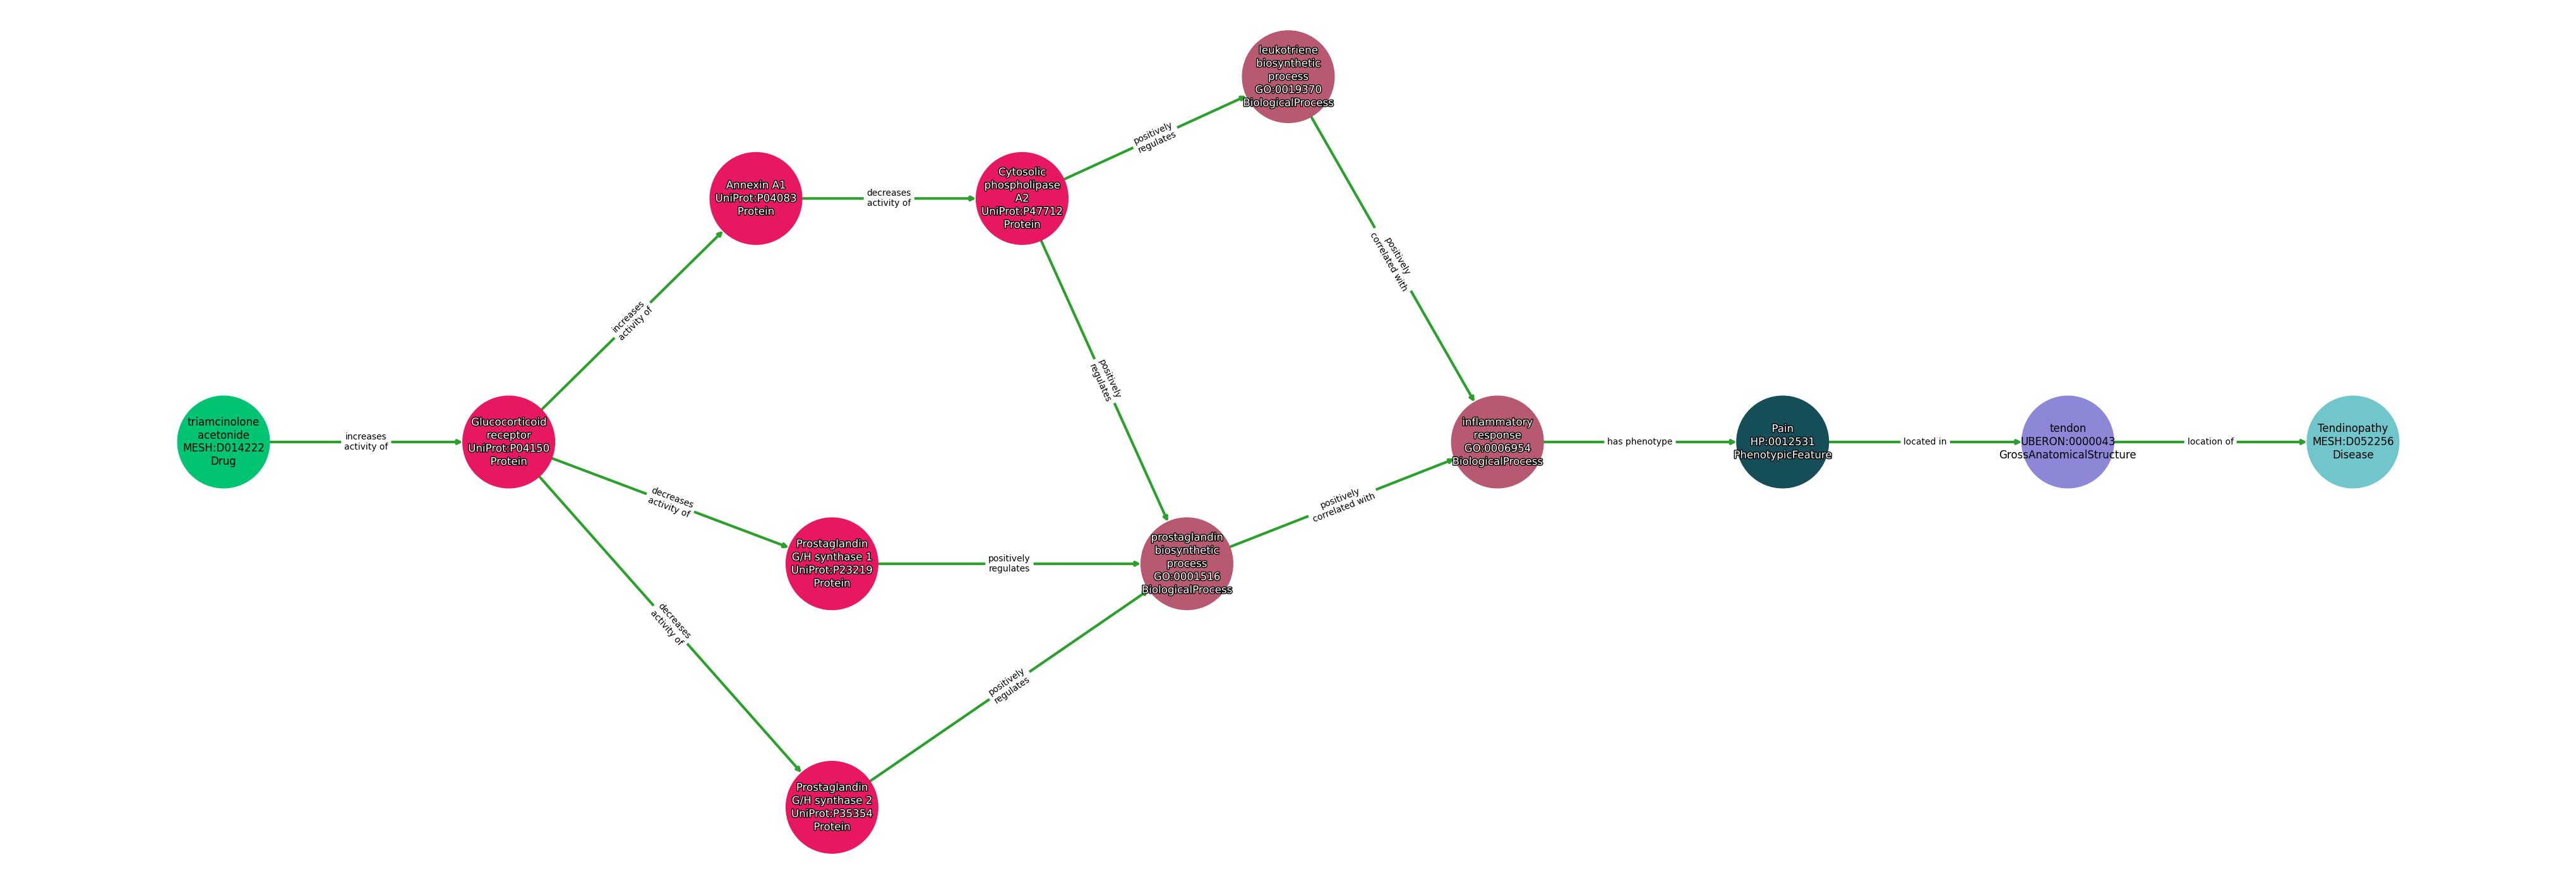 leukotriene
biosynthetic
process
GO:0019370
BiologicalProcess
positively
regulates
Annexin A1
UniProt:P04083
Protein
decreases
activity of
Cytosolic
phospholipase
A2
UniProt:P47712
Protein
positively
correlated with
increases
activity of
positively
regulates
triamcinolone
acetonide
MESH:D014222
Drug
increases
activity of
Glucocorticoid
receptor
UniProt:P04150
Protein
inflammatory
response
GO:0006954
BiologicalProcess
has phenotype
Pain
HP:0012531
PhenotypicFeature
located in
tendon
UBERON:0000043
GrossAnatomicalStructure
location of
Tendinopathy
MESH:D052256
Disease
decreases
activity of
positively
correlated with
Prostaglandin
G/H synthase 1
UniProt:P23219
Protein
positively
regulates
prostaglandin
biosynthetic
process
GO:0001516
BiologicalProcess
decreases
activity of
positively
regulates
Prostaglandin
G/H synthase 2
UniProt:P35354
Protein